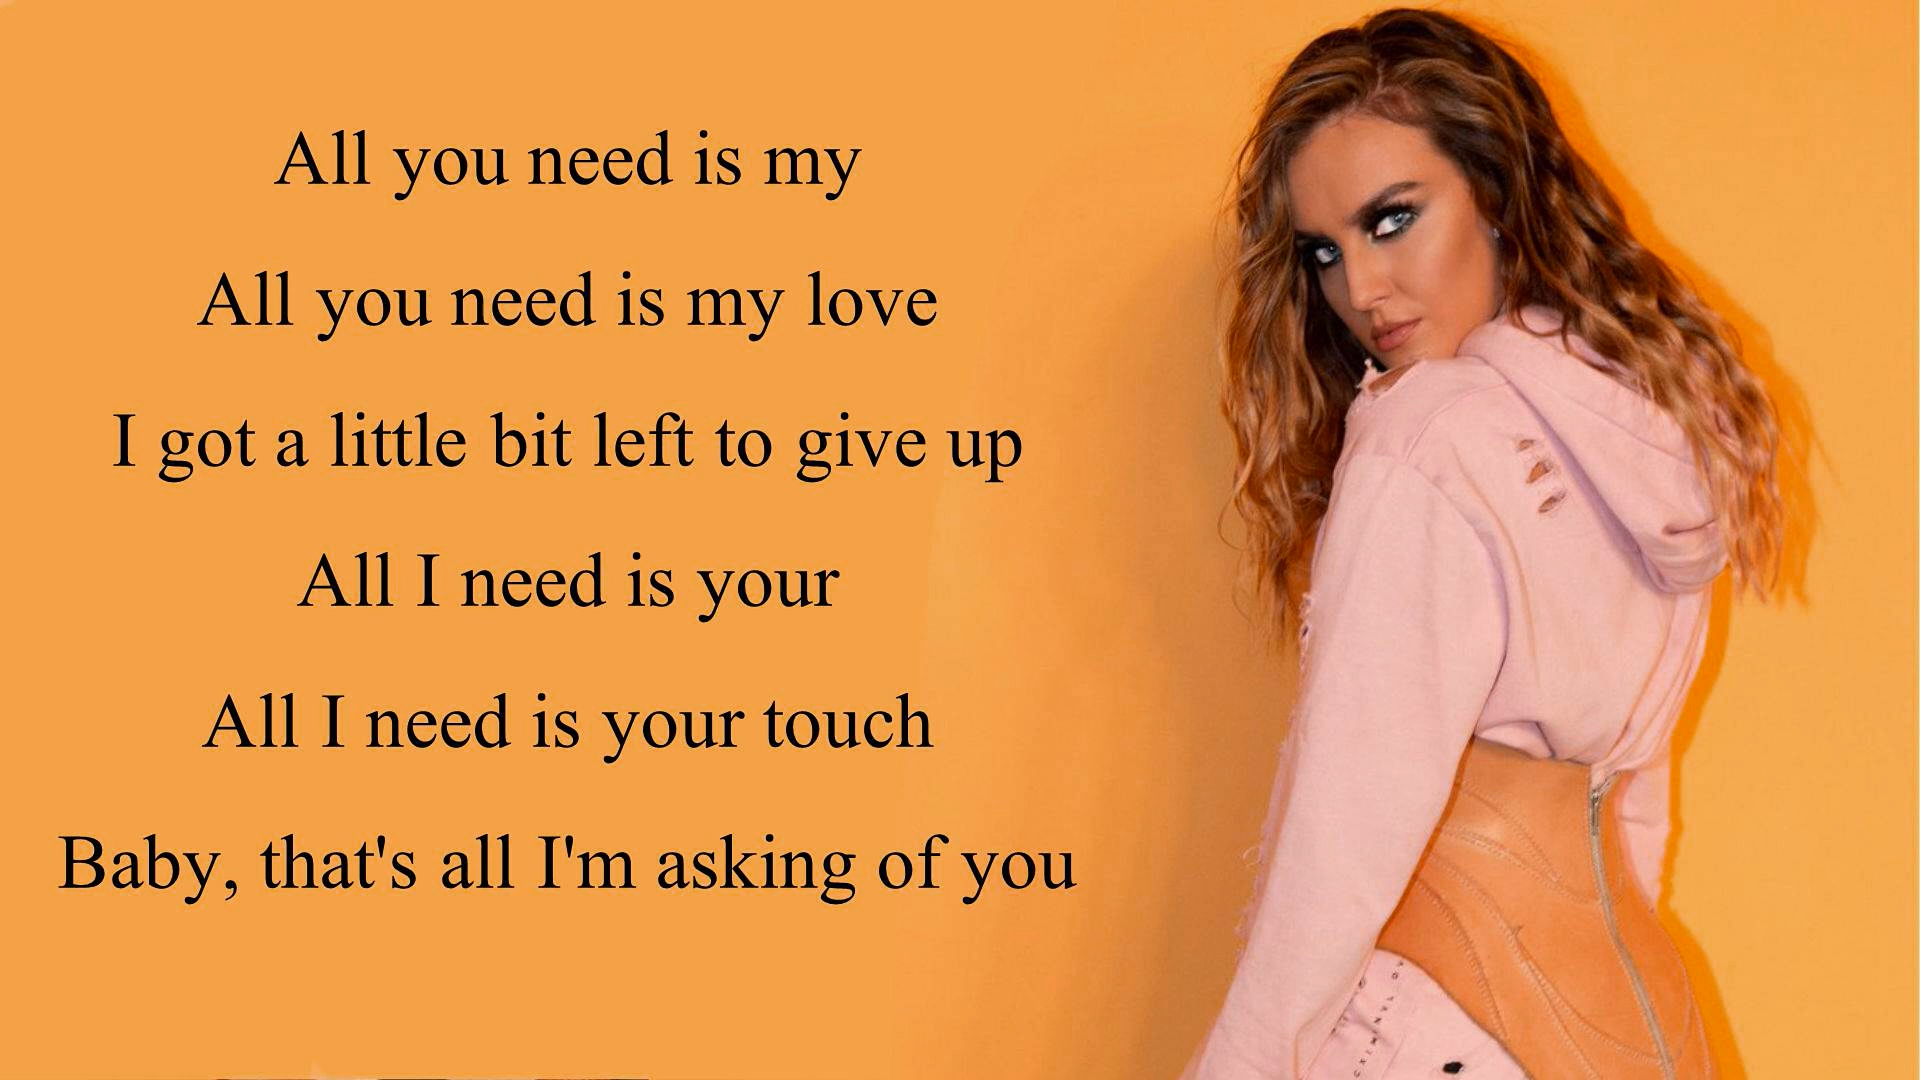 All you need is my
All you need is my love
I got a little bit left to give up
All I need is your
All I need is your touch
Baby, that's all I'm asking of you